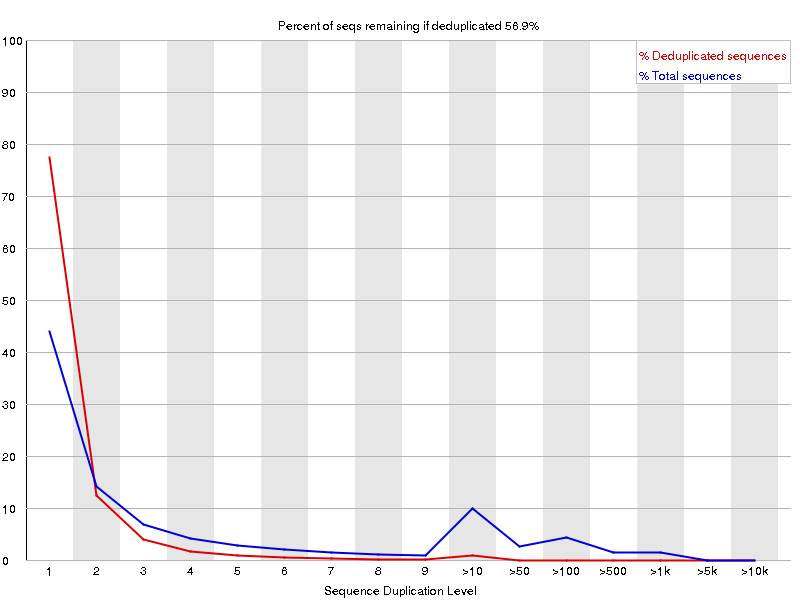 Percent of seqs remaining if deduplicated 56.9%
% Deduplicated sequences
% Total sequences
100
90
80
70
60
50
40
30
20
10
0
1 2 3 4 5 6 7 8 9 >10 >50 >100 >500 >1k >5k >10k
Sequence Duplication Level